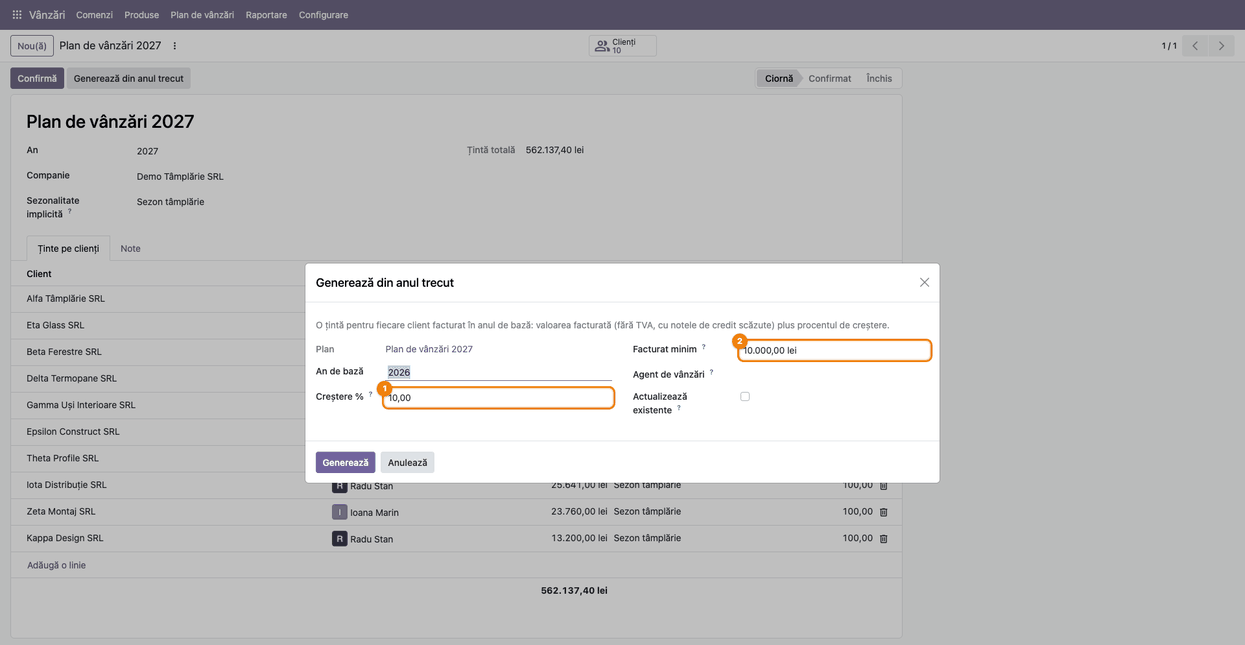 Vânzări Comenzi Produse Plan de vânzări Raportare Configurare
Nou(ă) Plan de vânzări 2027 Clienți 10 1 / 1
Confirmă Generează din anul trecut Ciornă Confirmat Închis
Plan de vânzări 2027
An 2027 Țintă totală 562.137,40 lei
Companie Demo Tâmplărie SRL
Sezonalitate implicită ? Sezon tâmplărie
Ținte pe clienți Note
Client
Alfa Tâmplărie SRL
Eta Glass SRL
Beta Ferestre SRL
Delta Termopane SRL
Gamma Uși Interioare SRL
Epsilon Construct SRL
Theta Profile SRL
Iota Distribuție SRL R Radu Stan 25.641,00 lei Sezon tâmplărie 100,00
Zeta Montaj SRL I Ioana Marin 23.760,00 lei Sezon tâmplărie 100,00
Kappa Design SRL R Radu Stan 13.200,00 lei Sezon tâmplărie 100,00
Adăugă o linie
562.137,40 lei
Generează din anul trecut
O țintă pentru fiecare client facturat în anul de bază: valoarea facturată (fără TVA, cu notele de credit scăzute) plus procentul de creștere.
Plan Plan de vânzări 2027
An de bază 2026
1
Creștere % ? 10,00
2
Facturat minim ? 10.000,00 lei
Agent de vânzări ?
Actualizează
existente ?
Generează Anulează